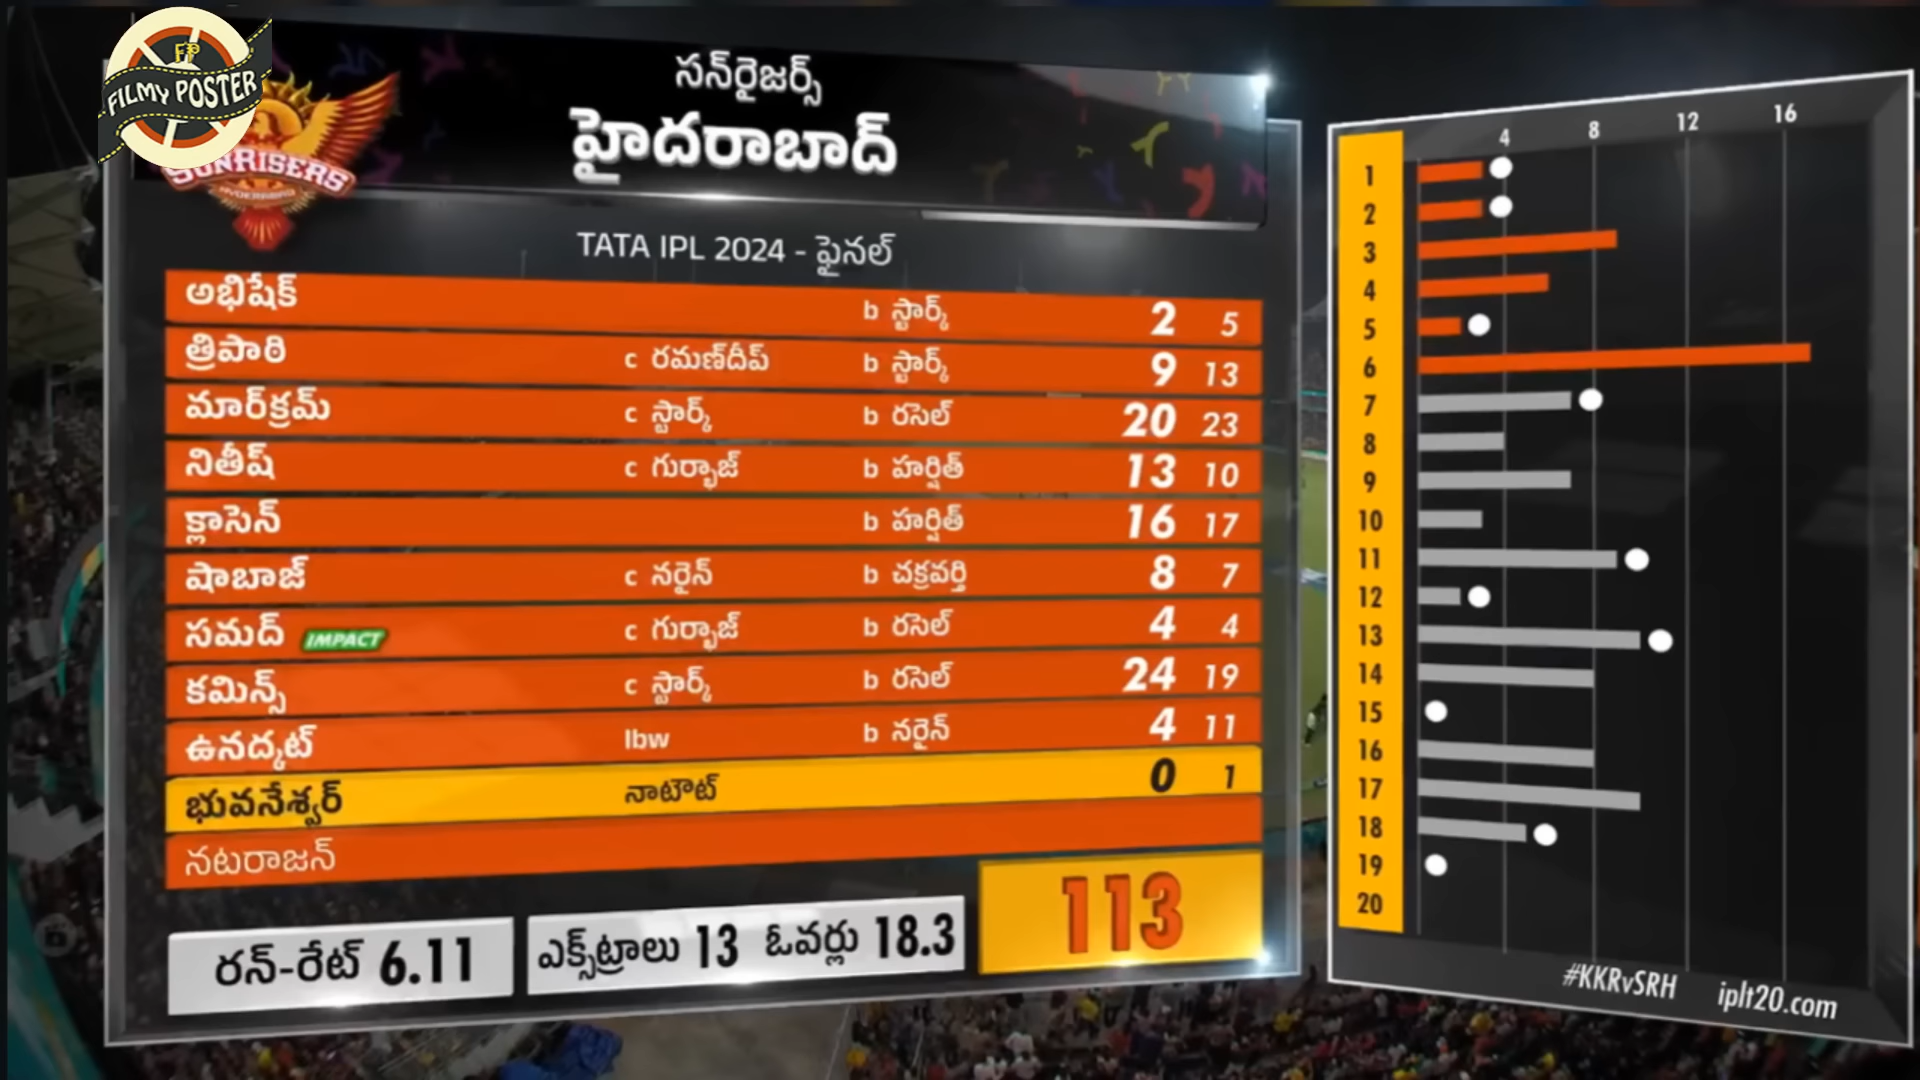 FP
FILMY POSTER
SUNRISERS
HYDERABAD
సన్‌రైజర్స్
హైదరాబాద్
TATA IPL 2024 - ఫైనల్
అభిషేక్ b స్టార్క్ 2 5
త్రిపాఠి c రమణ్‌దీప్ b స్టార్క్ 9 13
మార్‌క్రమ్ c స్టార్క్ b రసెల్ 20 23
నితీష్ c గుర్బాజ్ b హర్షిత్ 13 10
క్లాసెన్ b హర్షిత్ 16 17
షాబాజ్ c నరైన్ b చక్రవర్తి 8 7
సమద్ IMPACT c గుర్బాజ్ b రసెల్ 4 4
కమిన్స్ c స్టార్క్ b రసెల్ 24 19
ఉనద్కట్ lbw b నరైన్ 4 11
భువనేశ్వర్ నాటౌట్ 0 1
నటరాజన్
రన్-రేట్ 6.11 ఎక్స్‌ట్రాలు 13 ఓవర్లు 18.3 113
4 8 12 16
1
2
3
4
5
6
7
8
9
10
11
12
13
14
15
16
17
18
19
20
#KKRvSRH iplt20.com